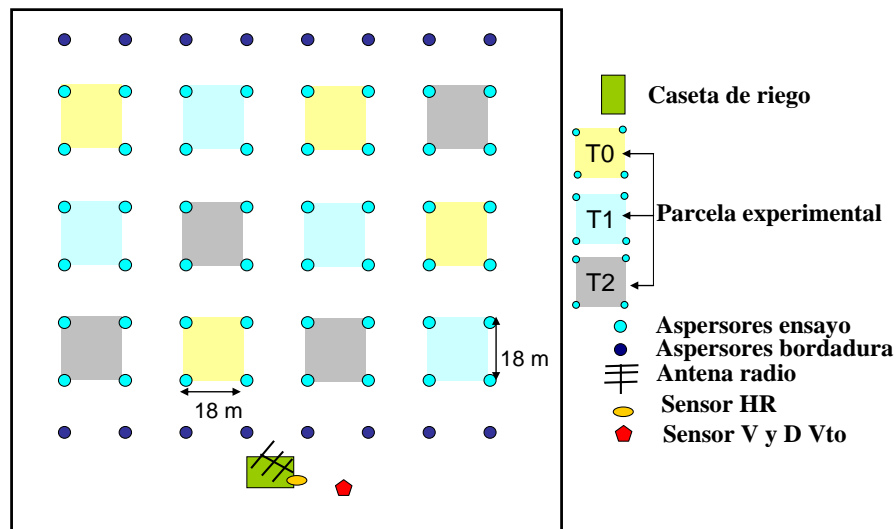 Caseta de riego
T0
T1
Parcela experimental
T2
Aspersores ensayo
Aspersores bordadura
18 m
Antena radio
18 m
Sensor HR
Sensor V y D Vto